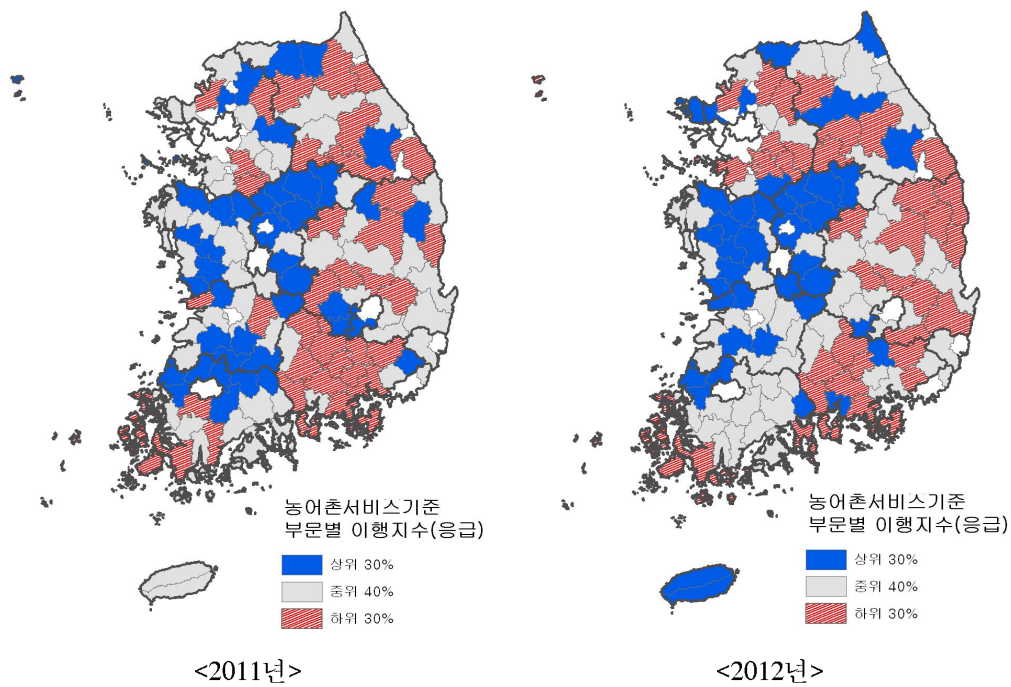 농어촌서비스기준
부문별 이행지수(응급)
상위 30%
중위 40%
하위 30%
<2011년>
농어촌서비스기준
부문별 이행지수(응급)
상위 30%
중위 40%
하위 30%
<2012년>